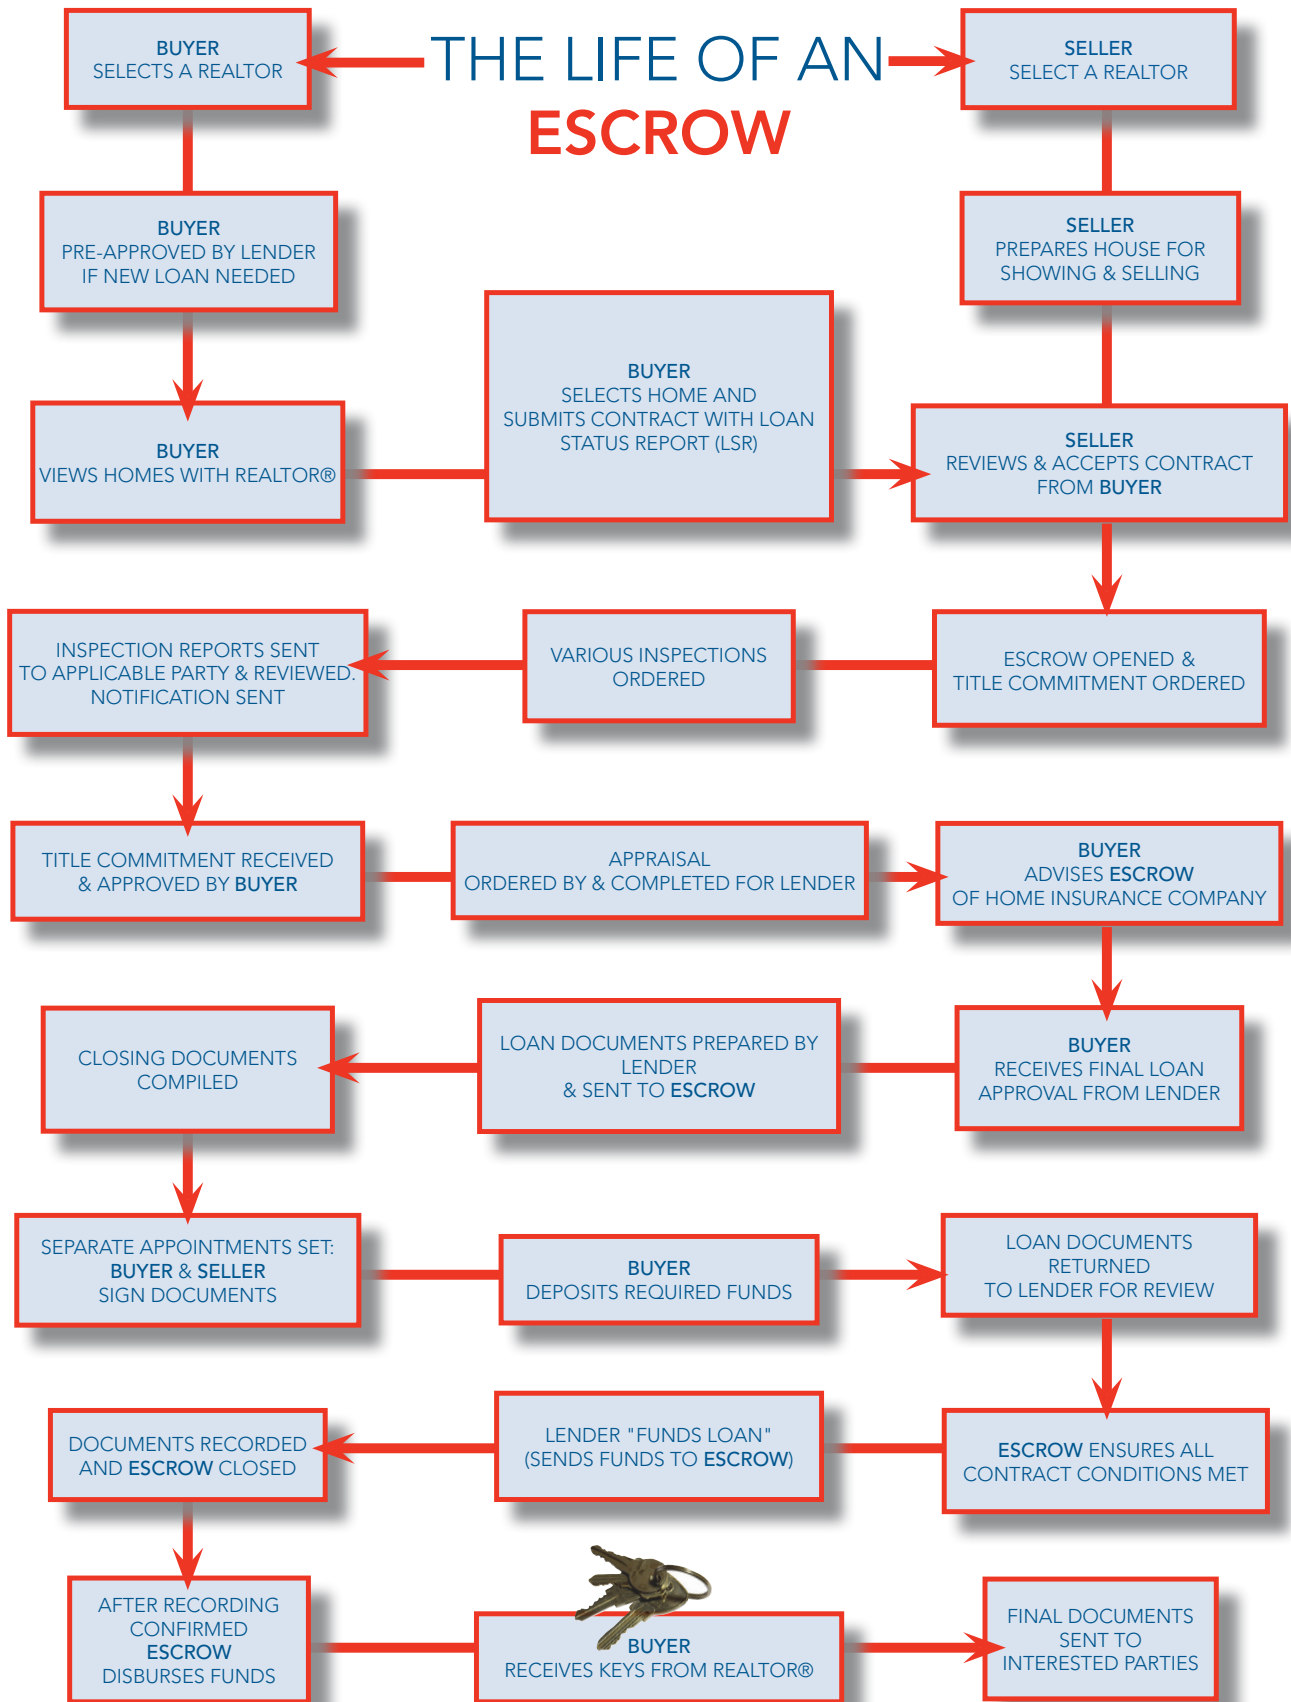 THE LIFE OF AN
ESCROW
BUYER
SELECTS A REALTOR
SELLER
SELECT A REALTOR
BUYER
PRE-APPROVED BY LENDER
IF NEW LOAN NEEDED
SELLER
PREPARES HOUSE FOR
SHOWING & SELLING
BUYER
VIEWS HOMES WITH REALTOR®
BUYER
SELECTS HOME AND
SUBMITS CONTRACT WITH LOAN
STATUS REPORT (LSR)
SELLER
REVIEWS & ACCEPTS CONTRACT
FROM BUYER
ESCROW OPENED &
TITLE COMMITMENT ORDERED
VARIOUS INSPECTIONS
ORDERED
INSPECTION REPORTS SENT
TO APPLICABLE PARTY & REVIEWED.
NOTIFICATION SENT
TITLE COMMITMENT RECEIVED
& APPROVED BY BUYER
APPRAISAL
ORDERED BY & COMPLETED FOR LENDER
BUYER
ADVISES ESCROW
OF HOME INSURANCE COMPANY
BUYER
RECEIVES FINAL LOAN
APPROVAL FROM LENDER
LOAN DOCUMENTS PREPARED BY
LENDER
& SENT TO ESCROW
CLOSING DOCUMENTS
COMPILED
SEPARATE APPOINTMENTS SET:
BUYER & SELLER
SIGN DOCUMENTS
BUYER
DEPOSITS REQUIRED FUNDS
LOAN DOCUMENTS
RETURNED
TO LENDER FOR REVIEW
ESCROW ENSURES ALL
CONTRACT CONDITIONS MET
LENDER "FUNDS LOAN"
(SENDS FUNDS TO ESCROW)
DOCUMENTS RECORDED
AND ESCROW CLOSED
AFTER RECORDING
CONFIRMED
ESCROW
DISBURSES FUNDS
BUYER
RECEIVES KEYS FROM REALTOR®
FINAL DOCUMENTS
SENT TO
INTERESTED PARTIES